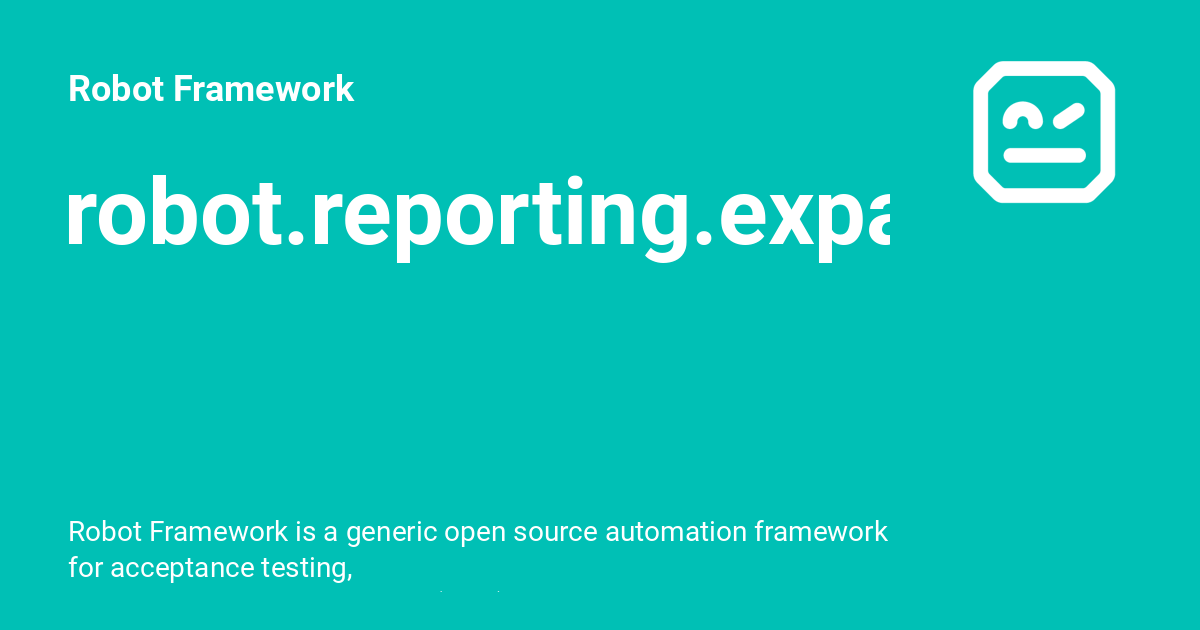 Robot Framework
robot.reporting.expa
Robot Framework is a generic open source automation framework
for acceptance testing,